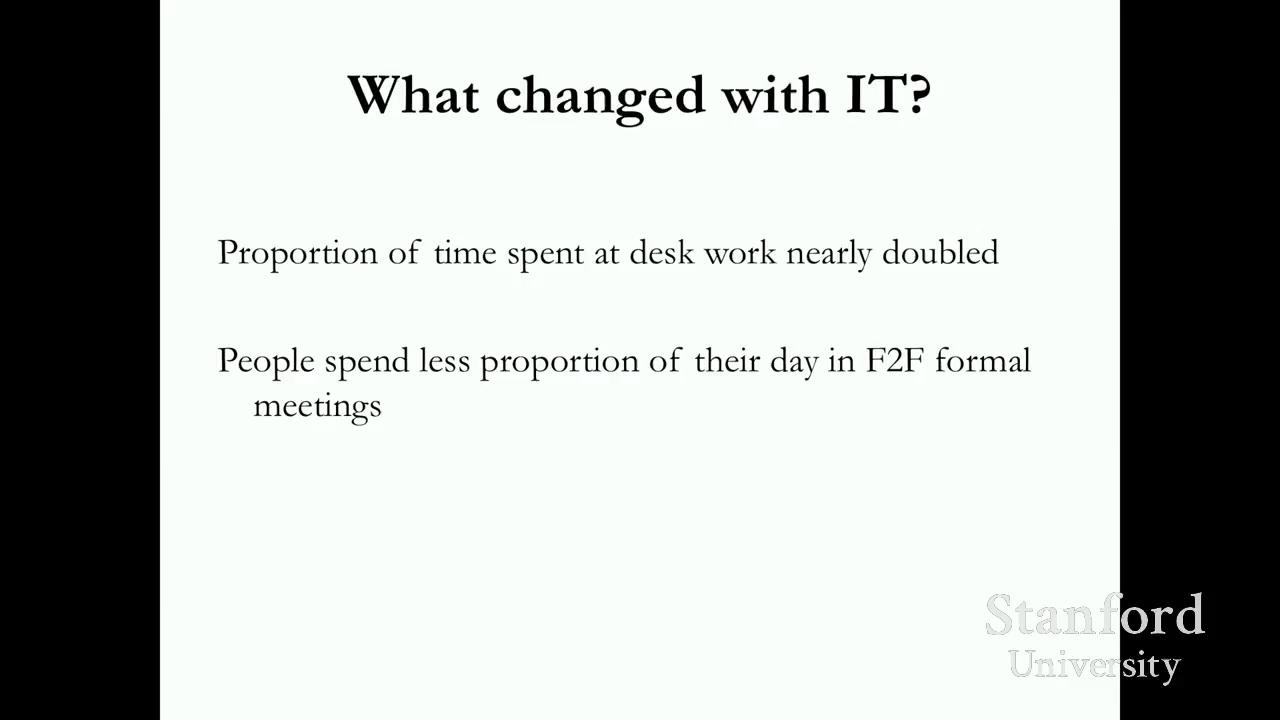 What changed with IT?
Proportion of time spent at desk work nearly doubled
People spend less proportion of their day in F2F formal
meetings
Stanford
University